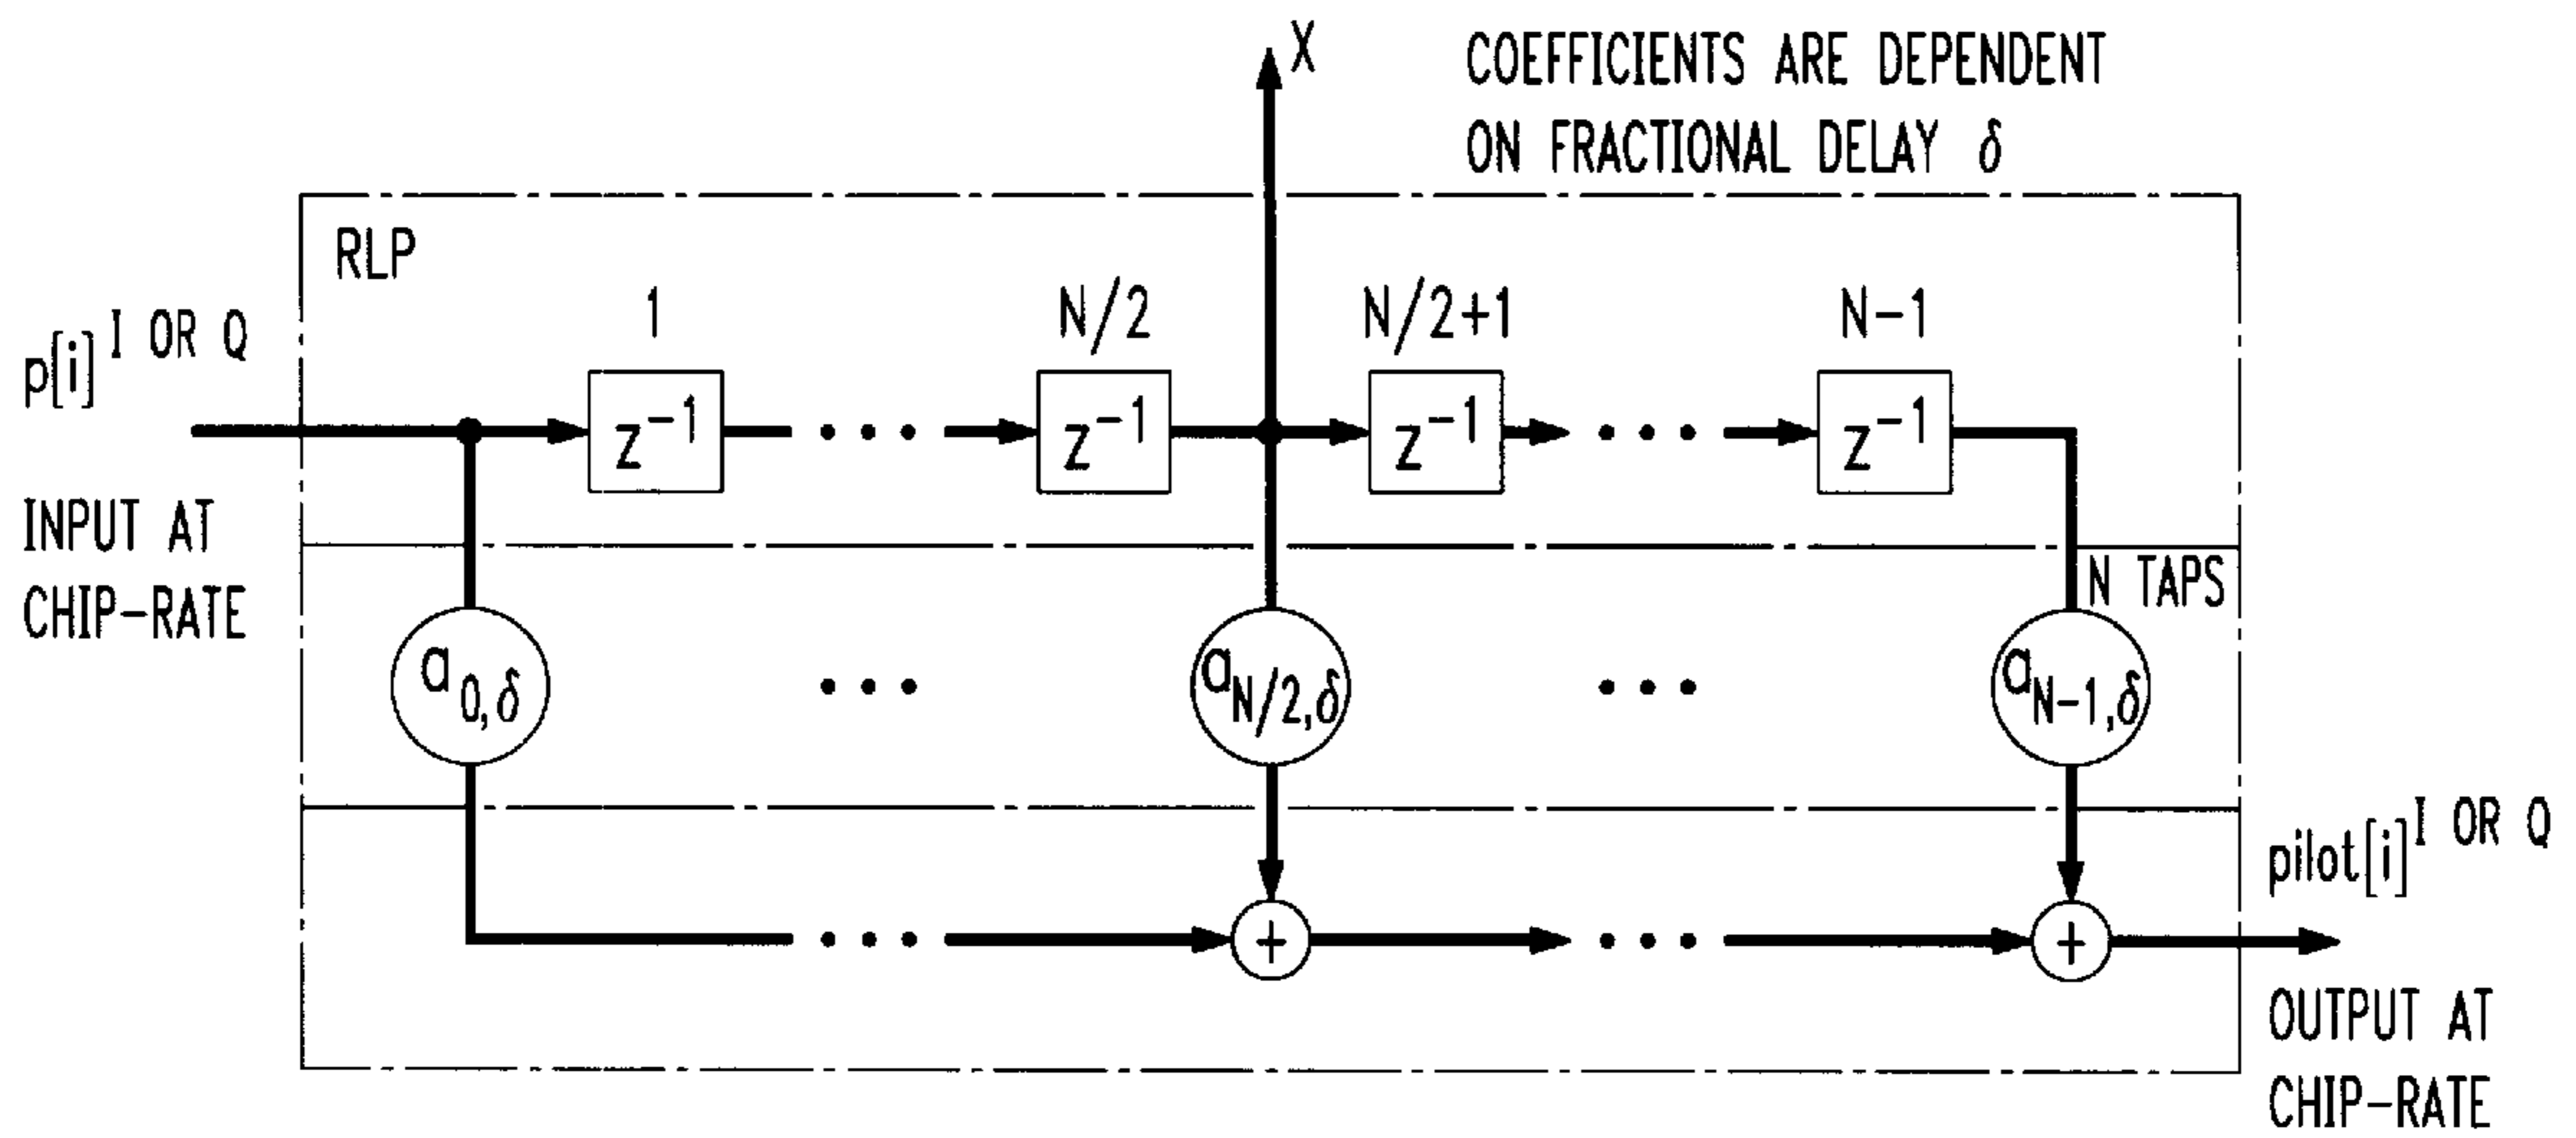 X
COEFFICIENTS ARE DEPENDENT
ON FRACTIONAL DELAY δ
RLP
1
N/2
N/2+1
N-1
p[i] I OR Q
z⁻¹
z⁻¹
z⁻¹
z⁻¹
INPUT AT
CHIP-RATE
N TAPS
a0,δ
aN/2,δ
aN-1,δ
+
+
pilot[i] I OR Q
OUTPUT AT
CHIP-RATE